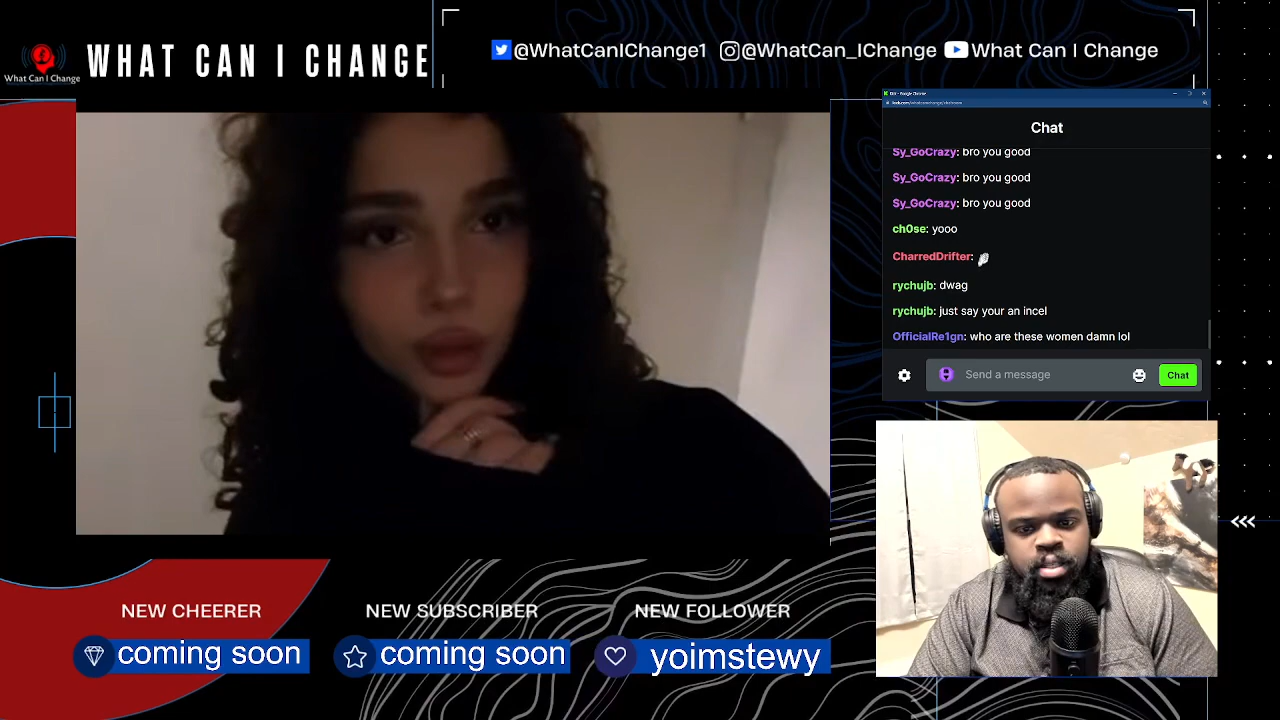 What Can I Change
WHAT CAN I CHANGE
@WhatCanIChange1 @WhatCan_IChange What Can I Change
Chat
Sy_GoCrazy: bro you good
Sy_GoCrazy: bro you good
Sy_GoCrazy: bro you good
ch0se: yooo
CharredDrifter:
rychujb: dwag
rychujb: just say your an incel
OfficialRe1gn: who are these women damn lol
Send a message
Chat
NEW CHEERER
NEW SUBSCRIBER
NEW FOLLOWER
coming soon
coming soon
yoimstewy